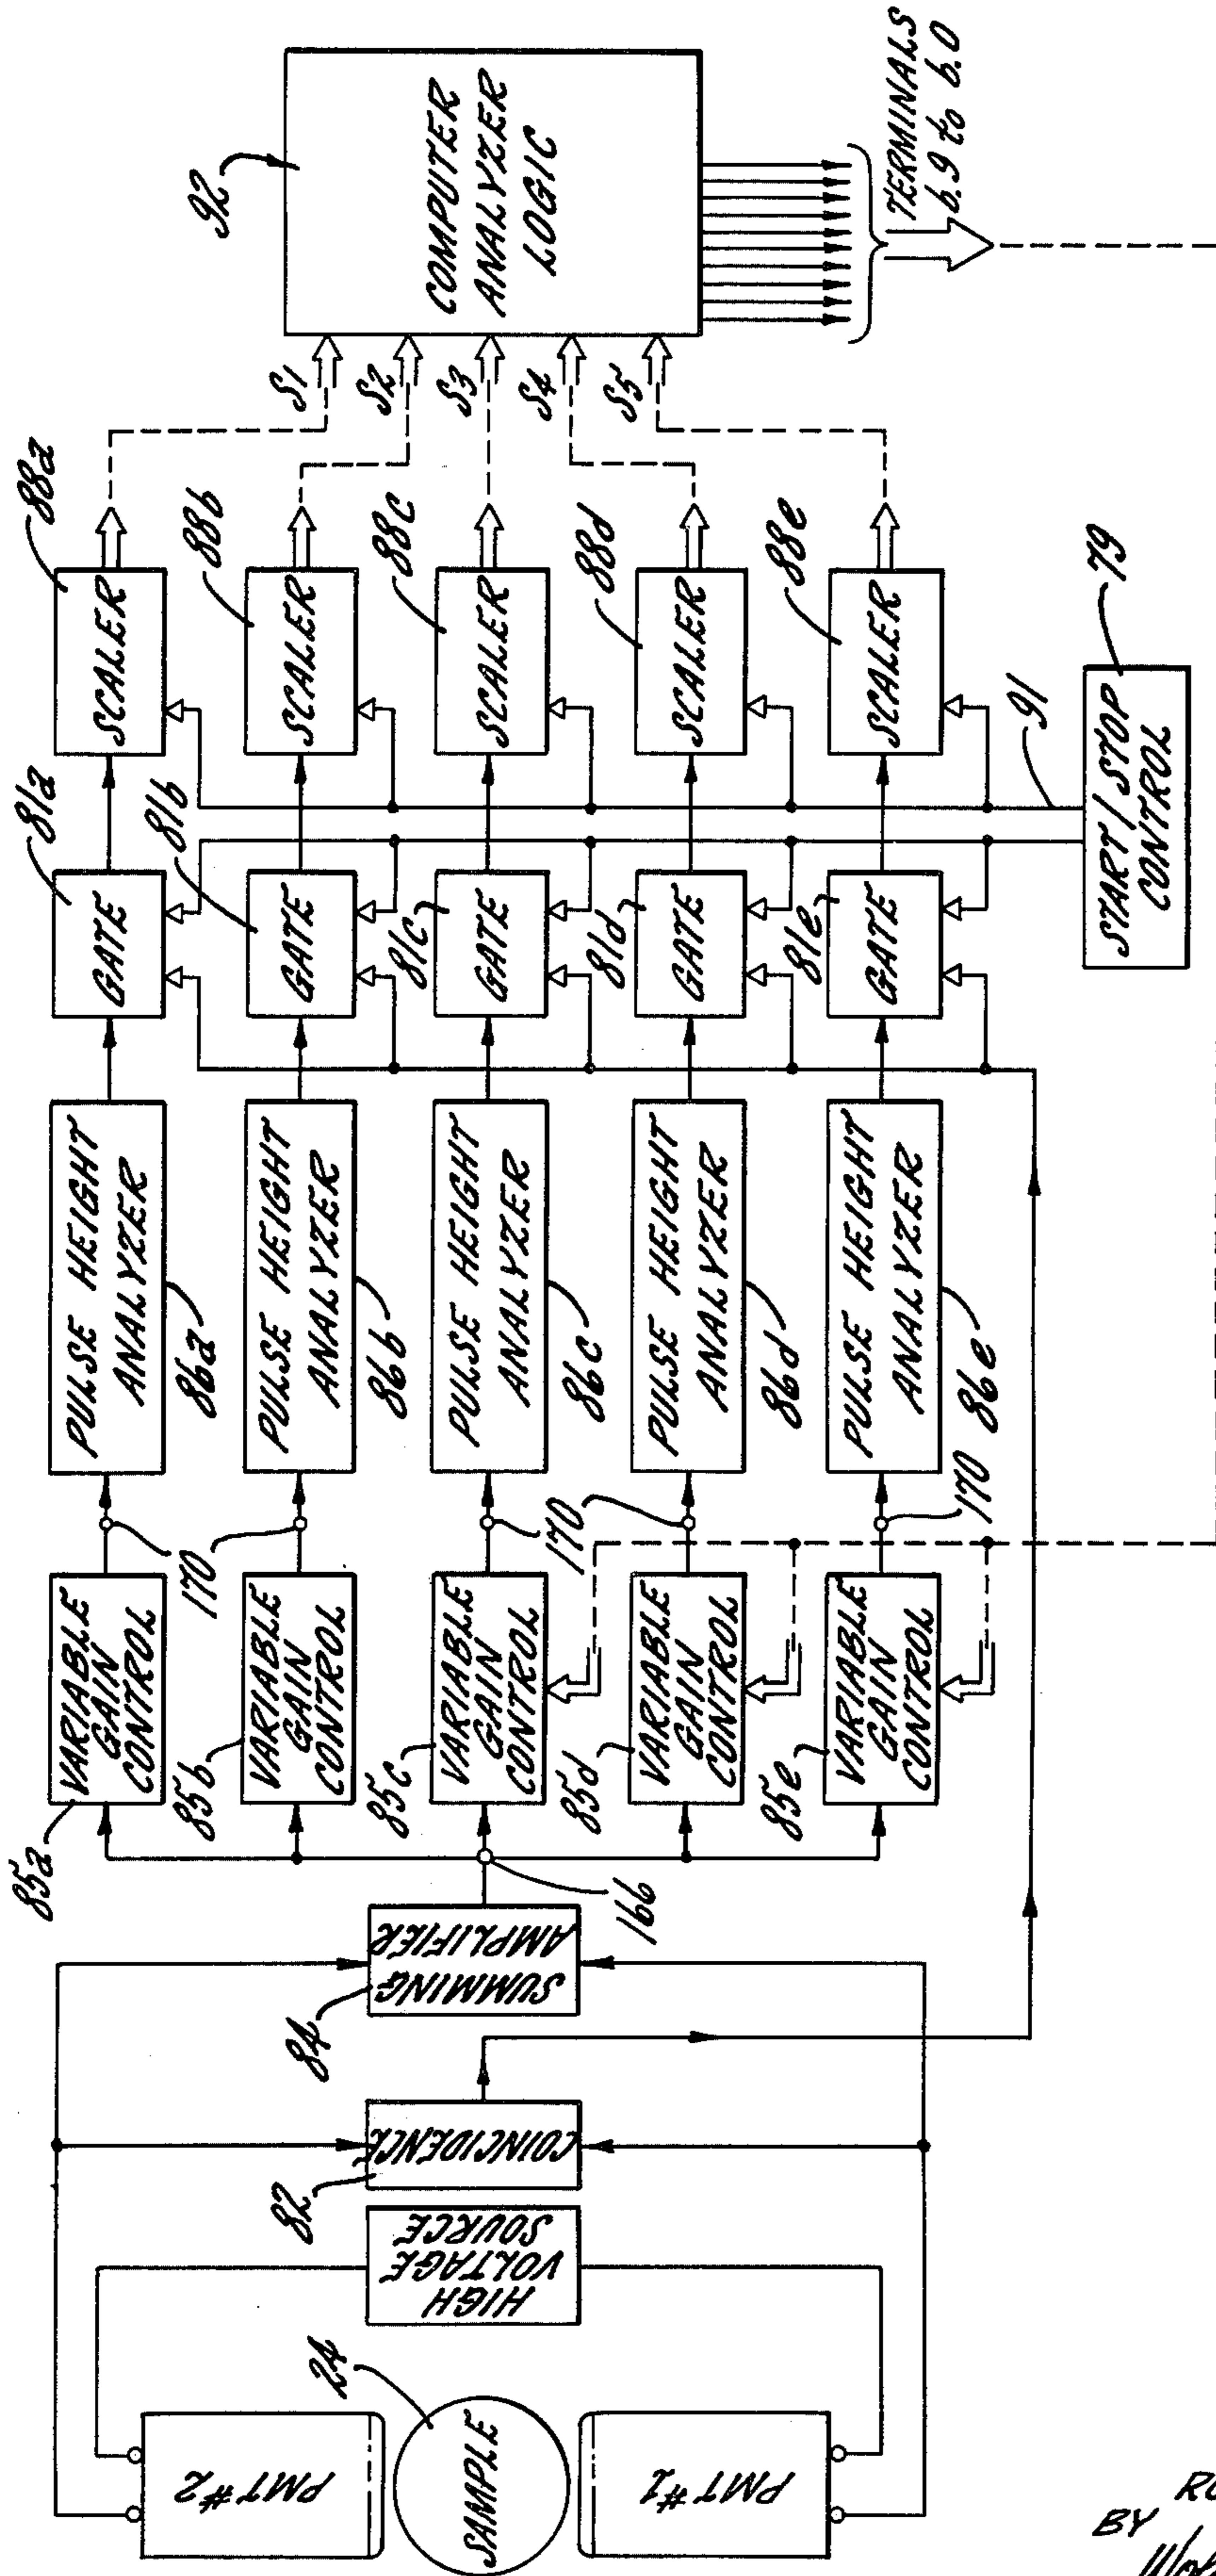 PMT #2
24
SAMPLE
PMT #1
HIGH
VOLTAGE
SOURCE
82
COINCIDENCE
84
SUMMING
AMPLIFIER
166
85a
VARIABLE
GAIN
CONTROL
170
PULSE HEIGHT
ANALYZER
86a
GATE
81a
SCALER
88a
S1
85b
VARIABLE
GAIN
CONTROL
PULSE HEIGHT
ANALYZER
86b
GATE
81b
SCALER
88b
S2
85c
VARIABLE
GAIN
CONTROL
170
PULSE HEIGHT
ANALYZER
86c
GATE
81c
SCALER
88c
S3
85d
VARIABLE
GAIN
CONTROL
PULSE HEIGHT
ANALYZER
86d
GATE
81d
SCALER
88d
S4
85e
VARIABLE
GAIN
CONTROL
170
PULSE HEIGHT
ANALYZER
86e
GATE
81e
SCALER
88e
S5
92
COMPUTER
ANALYZER
LOGIC
TERMINALS
b.9 to b.0
91
START/STOP
CONTROL
79
BY